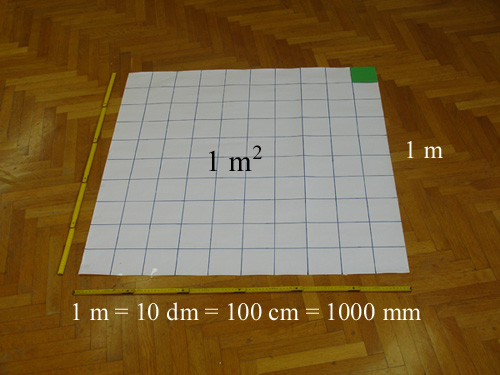 1 m²
1 m
1 m = 10 dm = 100 cm = 1000 mm